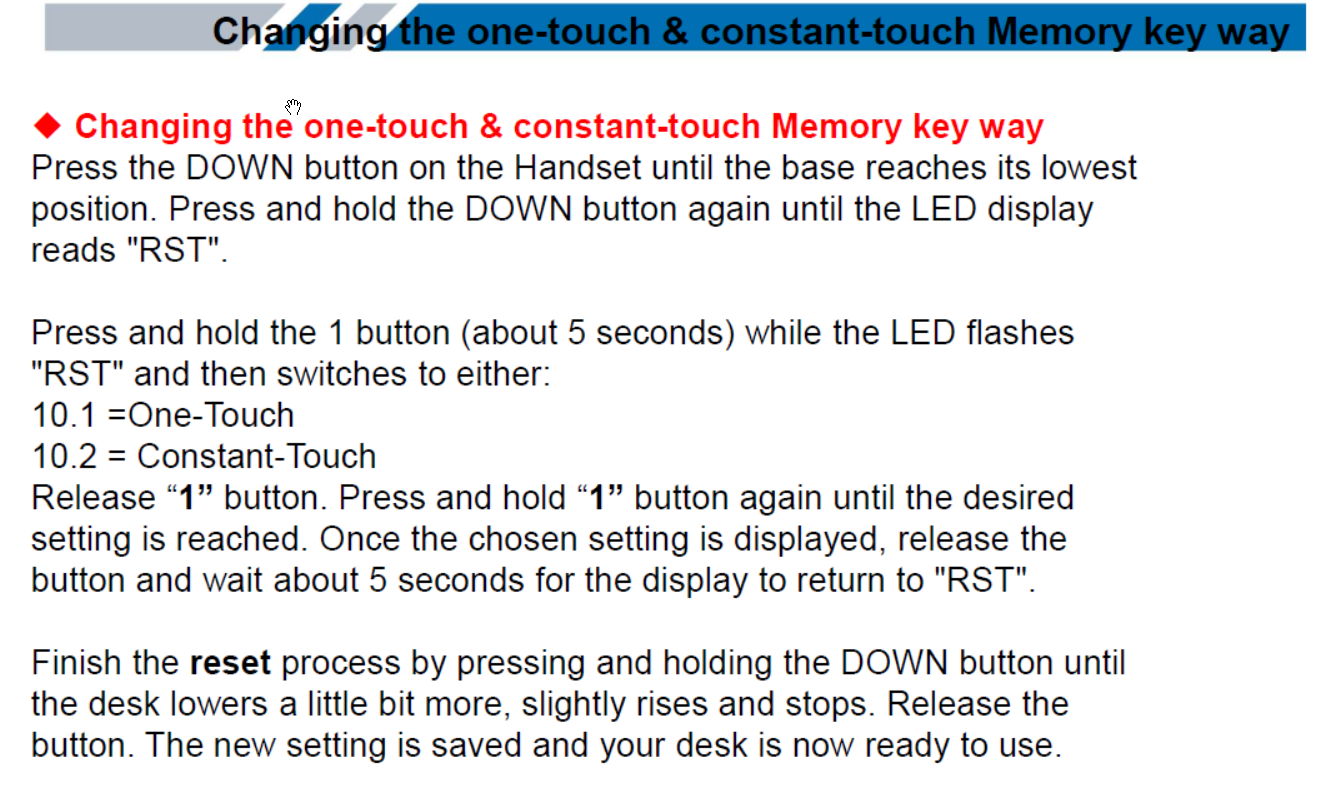 Changing the one-touch & constant-touch Memory key way
◆ Changing the one-touch & constant-touch Memory key way
Press the DOWN button on the Handset until the base reaches its lowest
position. Press and hold the DOWN button again until the LED display
reads "RST".
Press and hold the 1 button (about 5 seconds) while the LED flashes
"RST" and then switches to either:
10.1 =One-Touch
10.2 = Constant-Touch
Release “1” button. Press and hold “1” button again until the desired
setting is reached. Once the chosen setting is displayed, release the
button and wait about 5 seconds for the display to return to "RST".
Finish the reset process by pressing and holding the DOWN button until
the desk lowers a little bit more, slightly rises and stops. Release the
button. The new setting is saved and your desk is now ready to use.